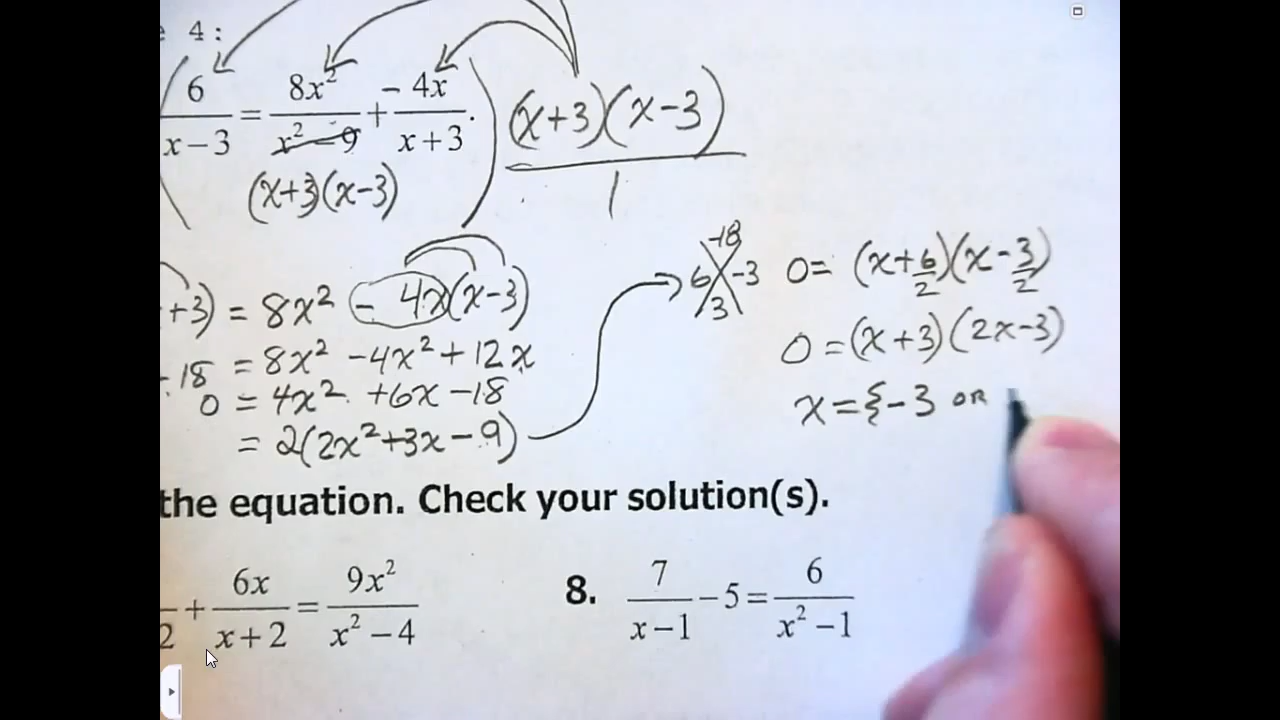 4:
6/(x-3) = 8x²/(x²-9) + -4x/(x+3). (x+3)(x-3)/1
(x+3)(x-3)
+3) = 8x² - 4x(x-3)
-18 = 8x² -4x² + 12x
0 = 4x² +6x -18
= 2(2x²+3x-9)
-18
6 -3
3
0 = (x+6/2)(x-3/2)
0 = (x+3)(2x-3)
x = {-3 OR
the equation. Check your solution(s).
2 + 6x/(x+2) = 9x²/(x²-4)
8. 7/(x-1) - 5 = 6/(x²-1)